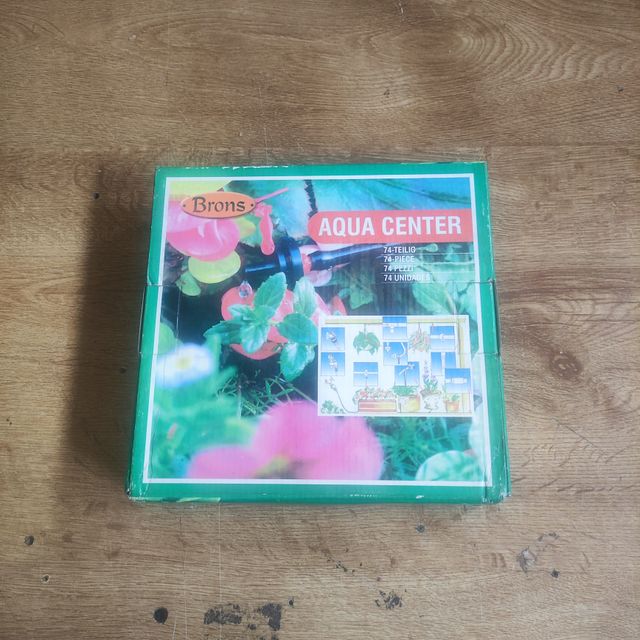 Brons
AQUA CENTER
74-TEILIG
74-PIECE
74 PEZZI
74 UNIDADES